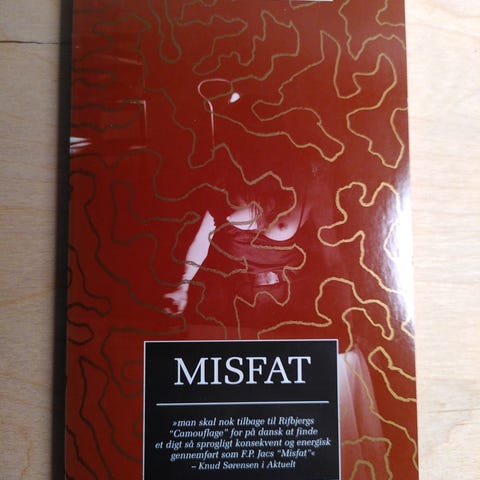 MISFAT
»man skal nok tilbage til Rifbjergs
"Camouflage" for på dansk at finde
et digt så sprogligt konsekvent og energisk
gennemført som F.P. Jacs "Misfat"«
– Knud Sørensen i Aktuelt